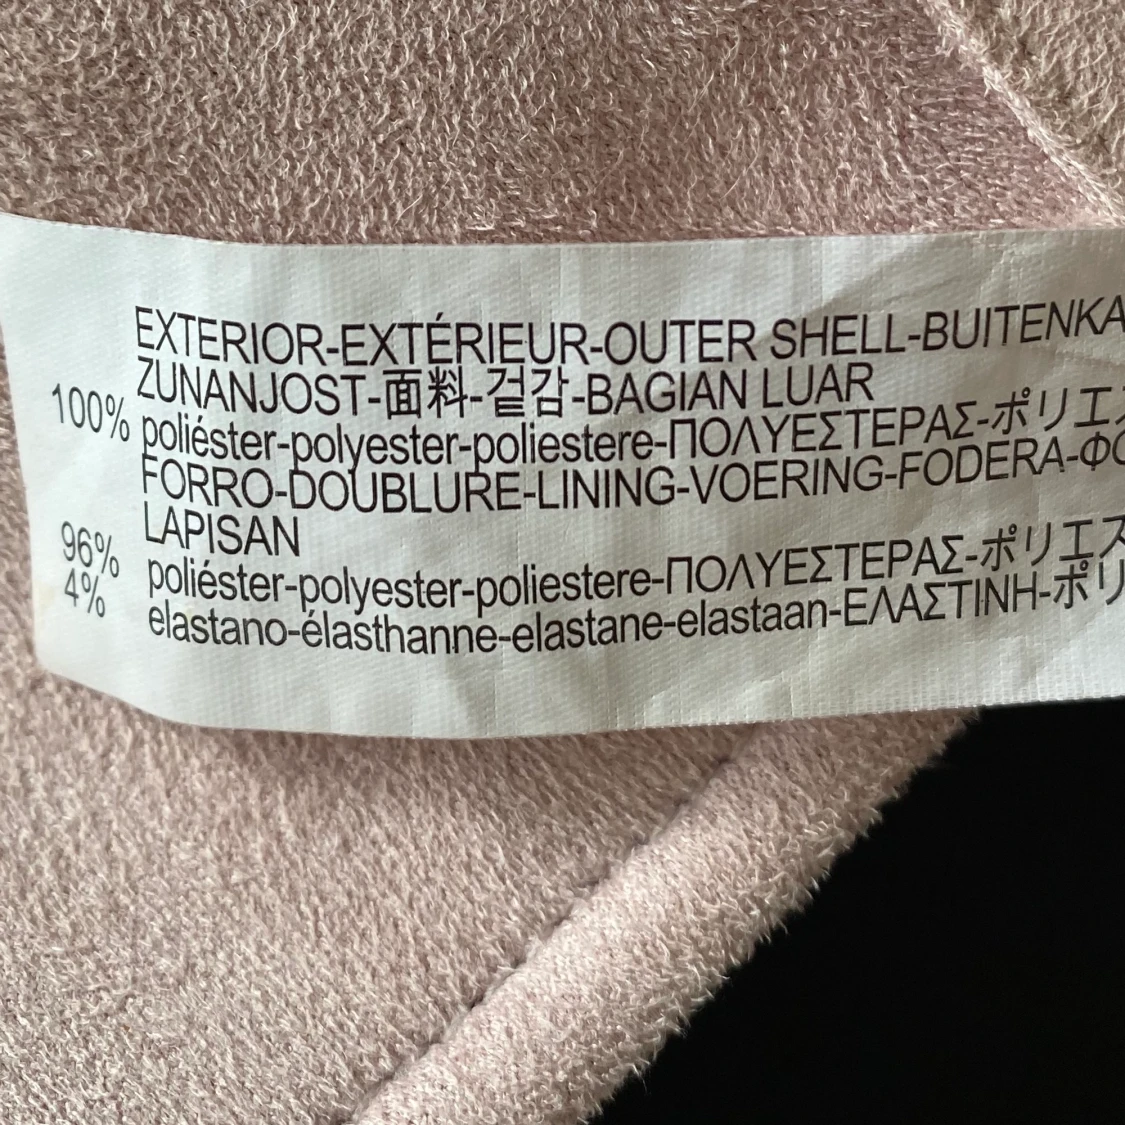 EXTERIOR-EXTÉRIEUR-OUTER SHELL-BUITENKA
ZUNANJOST-面料-겉감-BAGIAN LUAR
100% poliéster-polyester-poliestere-ΠΟΛΥΕΣΤΕΡΑΣ-ポリエス
FORRO-DOUBLURE-LINING-VOERING-FODERA-ΦΟ
LAPISAN
96% poliéster-polyester-poliestere-ΠΟΛΥΕΣΤΕΡΑΣ-ポリエス
4% elastano-élasthanne-elastane-elastaan-ΕΛΑΣΤΙΝΗ-ポリ